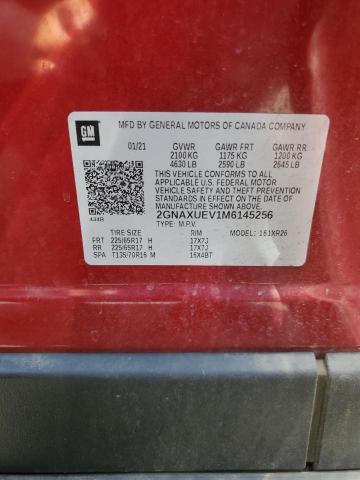 GM
MFD BY GENERAL MOTORS OF CANADA COMPANY
01/21 GVWR GAWR FRT GAWR RR
2100 KG 1175 KG 1200 KG
4630 LB 2590 LB 2645 LB
THIS VEHICLE CONFORMS TO ALL
APPLICABLE U.S. FEDERAL MOTOR
VEHICLE SAFETY AND THEFT PREVENTION
STANDARDS IN EFFECT ON THE DATE OF
MANUFACTURE SHOWN ABOVE.
2GNAXUEV1M6145256
TYPE: M.P.V. MODEL: 161XR26
TIRE SIZE RIM
FRT 225/65R17 H 17X7J
RR 225/65R17 H 17X7J
SPA T135/70R16 M 16X4BT